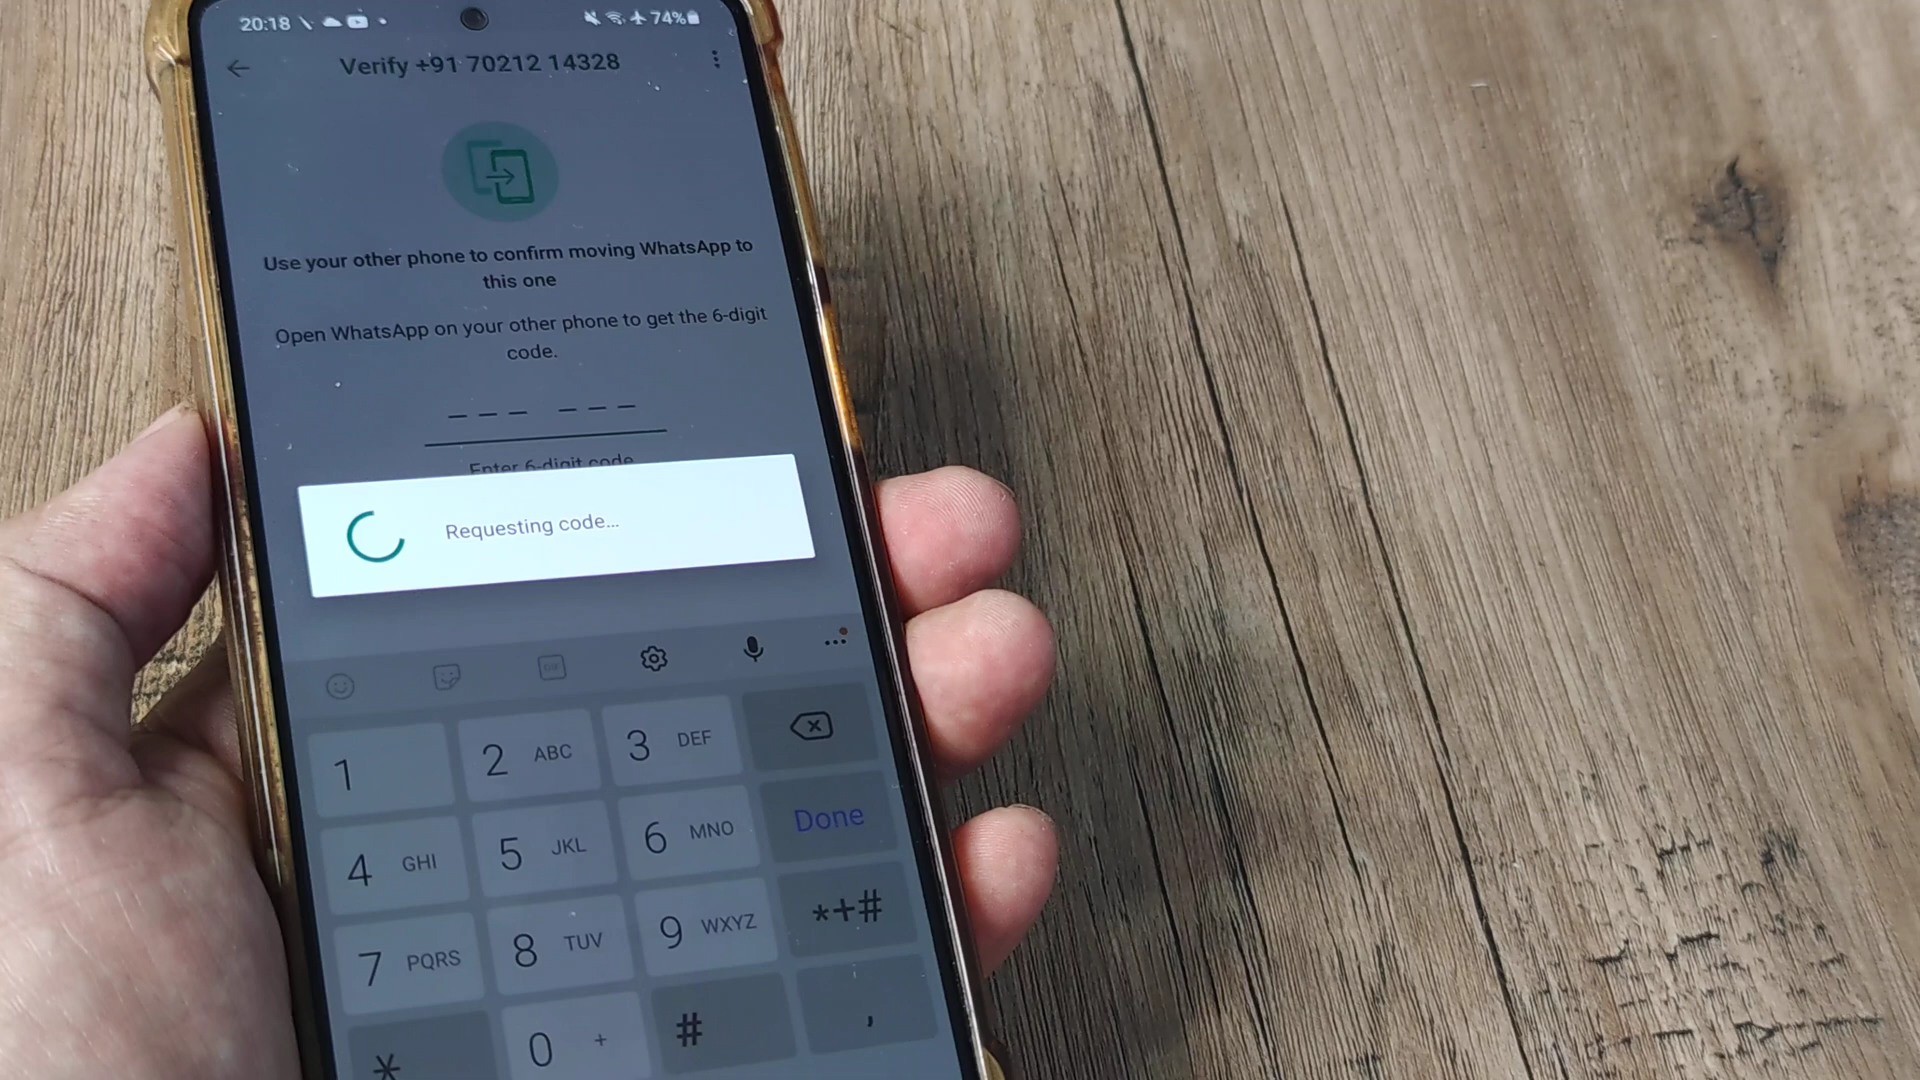 20:18 74%
Verify +91 70212 14328
Use your other phone to confirm moving WhatsApp to
this one
Open WhatsApp on your other phone to get the 6-digit
code.
--- ---
Enter 6-digit code
Requesting code...
GIF
1 2 ABC 3 DEF
4 GHI 5 JKL 6 MNO Done
7 PQRS 8 TUV 9 WXYZ *+#
* 0 + # ,